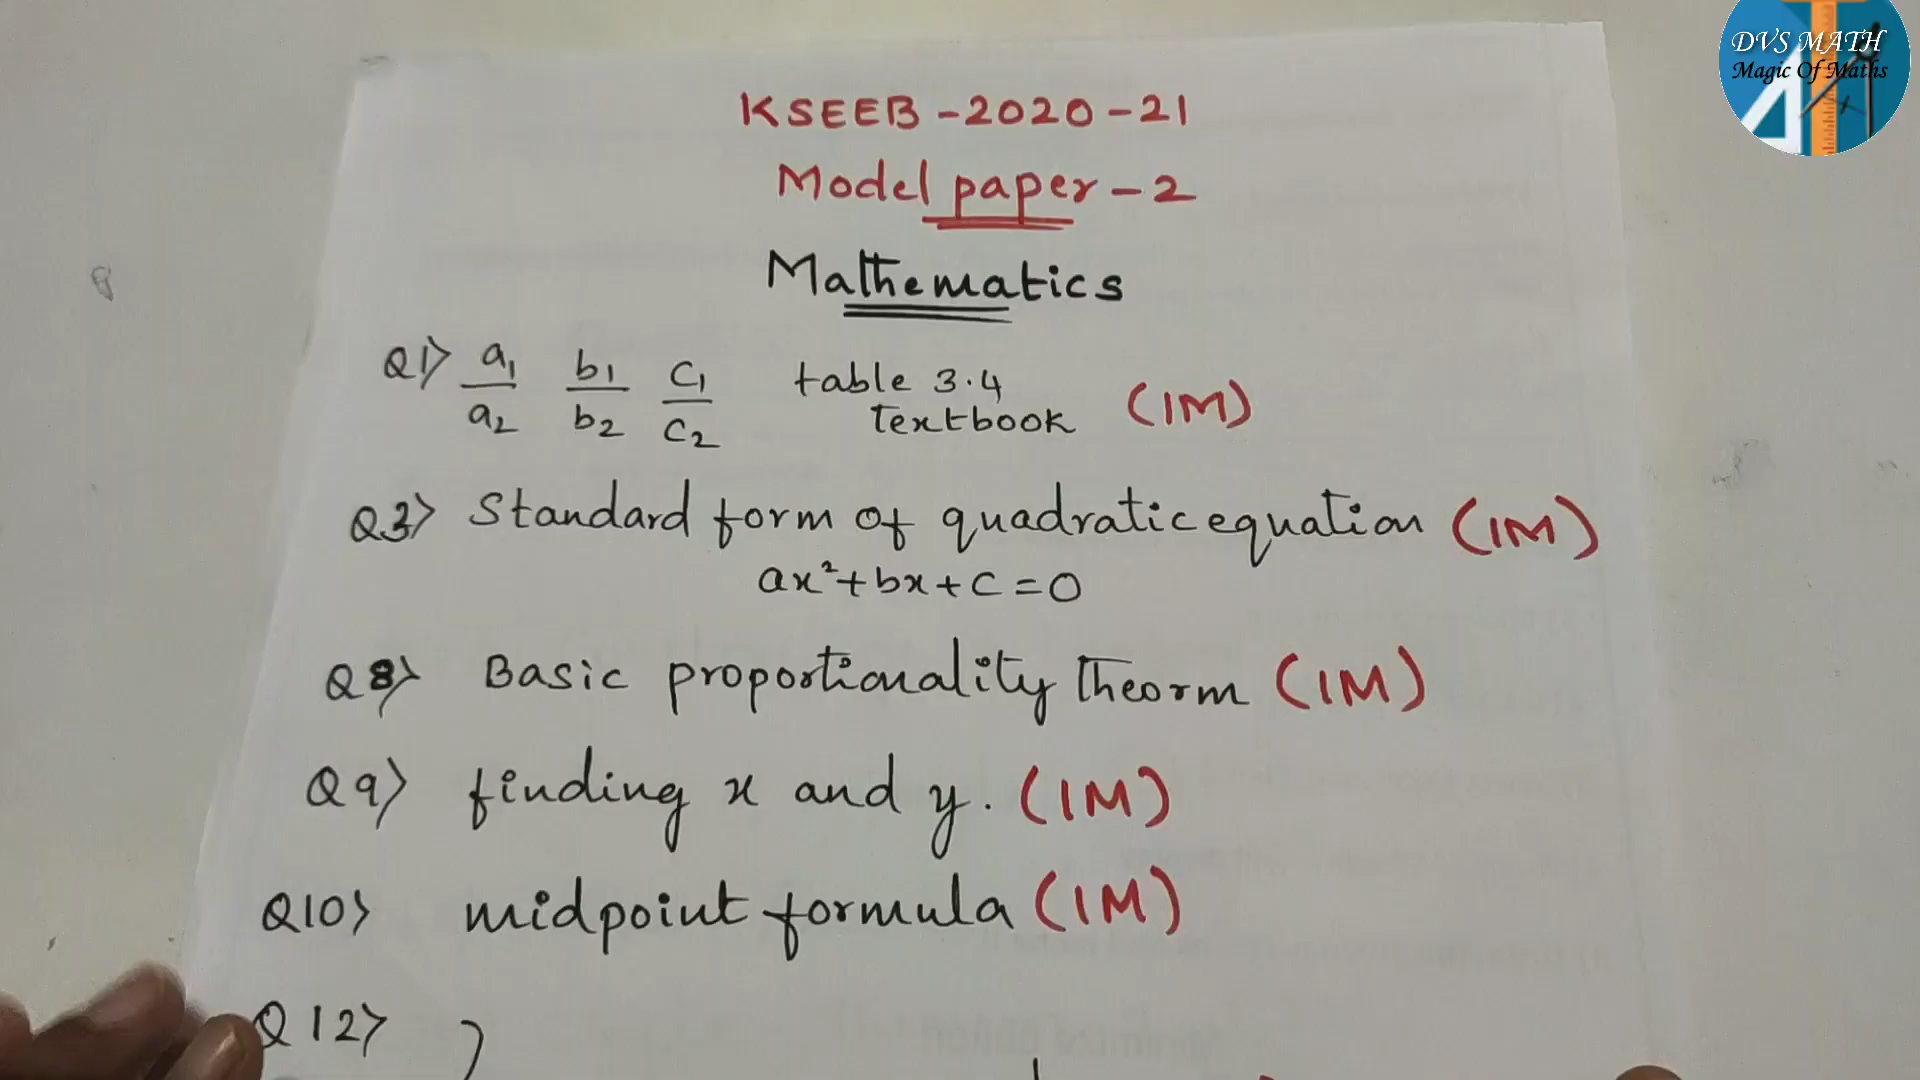 DVS MATH
Magic Of Maths
KSEEB - 2020 - 21
Model paper - 2
Mathematics
Q1> a₁/a₂ b₁/b₂ c₁/c₂ table 3.4
textbook (1M)
Q3> Standard form of quadratic equation (1M)
ax²+bx+c=0
Q8> Basic proportionality theorm (1M)
Q9> finding x and y. (1M)
Q10> midpoint formula (1M)
Q12>